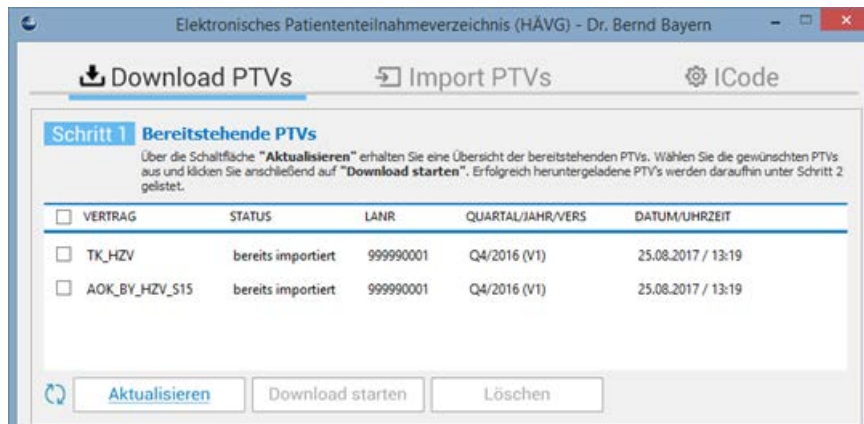 Elektronisches Patiententeilnahmeverzeichnis (HÄVG) - Dr. Bernd Bayern
Download PTVs Import PTVs ICode
Schritt 1 Bereitstehende PTVs
Über die Schaltfläche "Aktualisieren" erhalten Sie eine Übersicht der bereitstehenden PTVs. Wählen Sie die gewünschten PTVs
aus und klicken Sie anschließend auf "Download starten". Erfolgreich heruntergeladene PTV's werden daraufhin unter Schritt 2
gelistet.
VERTRAG STATUS LANR QUARTAL/JAHR/VERS DATUM/UHRZEIT
TK_HZV bereits importiert 999990001 Q4/2016 (V1) 25.08.2017 / 13:19
AOK_BY_HZV_S15 bereits importiert 999990001 Q4/2016 (V1) 25.08.2017 / 13:19
Aktualisieren Download starten Löschen